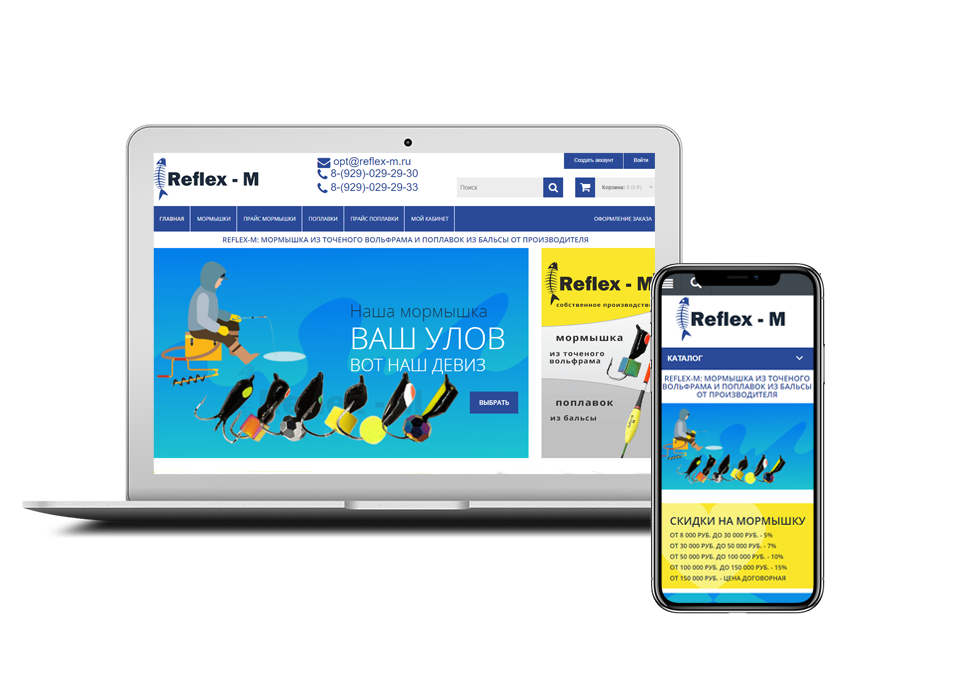 Reflex - M
opt@reflex-m.ru
8-(929)-029-29-30
8-(929)-029-29-33
Создать аккаунт
Войти
Поиск
Корзина: 0 (0 Р)
ГЛАВНАЯ
МОРМЫШКИ
ПРАЙС МОРМЫШКИ
ПОПЛАВКИ
ПРАЙС ПОПЛАВКИ
МОЙ КАБИНЕТ
ОФОРМЛЕНИЕ ЗАКАЗА
REFLEX-M: МОРМЫШКА ИЗ ТОЧЕНОГО ВОЛЬФРАМА И ПОПЛАВОК ИЗ БАЛЬСЫ ОТ ПРОИЗВОДИТЕЛЯ
Наша мормышка
ВАШ УЛОВ
ВОТ НАШ ДЕВИЗ
ВЫБРАТЬ
Reflex - M
собственное производство
мормышка
из точеного
вольфрама
поплавок
из бальсы
Reflex - M
КАТАЛОГ
REFLEX-M: МОРМЫШКА ИЗ ТОЧЕНОГО
ВОЛЬФРАМА И ПОПЛАВОК ИЗ БАЛЬСЫ
ОТ ПРОИЗВОДИТЕЛЯ
СКИДКИ НА МОРМЫШКУ
ОТ 8 000 РУБ. ДО 30 000 РУБ. - 5%
ОТ 30 000 РУБ. ДО 50 000 РУБ. - 7%
ОТ 50 000 РУБ. ДО 100 000 РУБ. - 10%
ОТ 100 000 РУБ. ДО 150 000 РУБ. - 15%
ОТ 150 000 РУБ. - ЦЕНА ДОГОВОРНАЯ